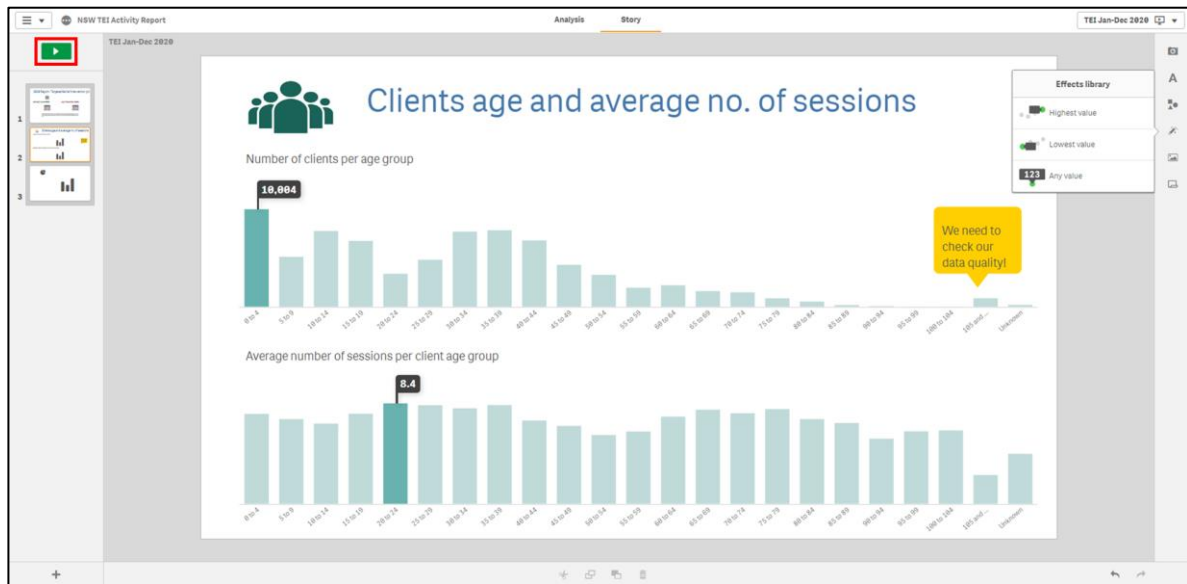 NSW TEI Activity Report
Analysis
Story
TEI Jan-Dec 2020
TEI Jan-Dec 2020
1
2
3
Clients age and average no. of sessions
Number of clients per age group
10,004
We need to
check our
data quality!
0 to 4
5 to 9
10 to 14
15 to 19
20 to 24
25 to 29
30 to 34
35 to 39
40 to 44
45 to 49
50 to 54
55 to 59
60 to 64
65 to 69
70 to 74
75 to 79
80 to 84
85 to 89
90 to 94
95 to 99
100 to 104
105 and ...
Unknown
Average number of sessions per client age group
8.4
0 to 4
5 to 9
10 to 14
15 to 19
20 to 24
25 to 29
30 to 34
35 to 39
40 to 44
45 to 49
50 to 54
55 to 59
60 to 64
65 to 69
70 to 74
75 to 79
80 to 84
85 to 89
90 to 94
95 to 99
100 to 104
105 and ...
Unknown
Effects library
Highest value
Lowest value
123 Any value
A